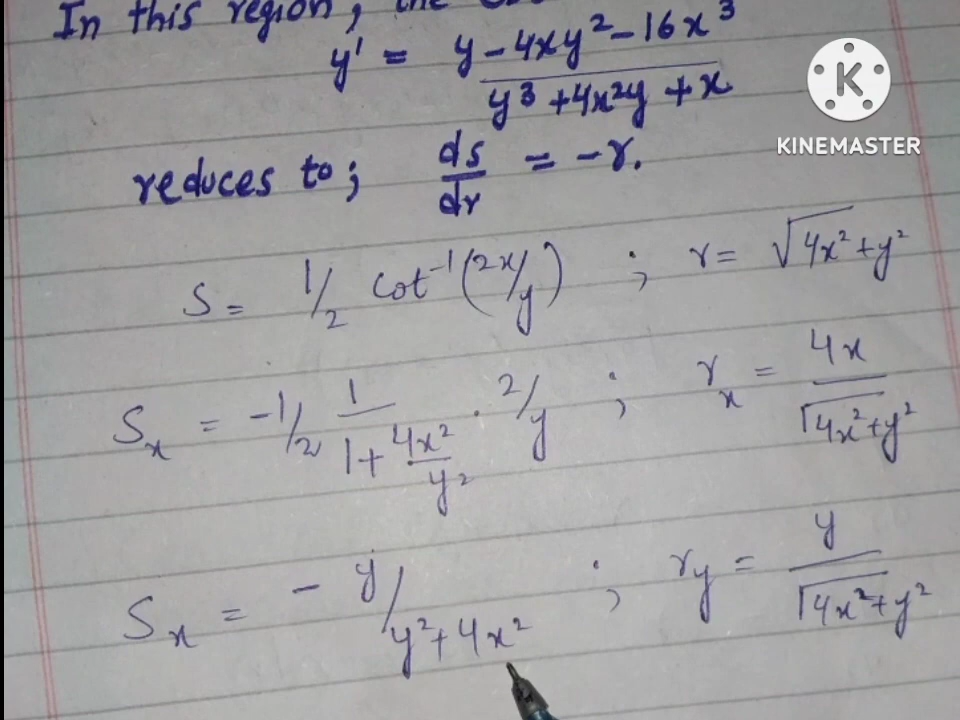 In this region, the
y' = y - 4xy² - 16x³ / y³ + 4x²y + x
KINEMASTER
reduces to; ds/dr = -r.
S = 1/2 cot⁻¹(2x/y) ; r = √4x² + y²
Sx = -1/2 1/1 + 4x²/y² · 2/y ; rx = 4x/√4x² + y²
Sx = - y/y² + 4x² ; ry = y/√4x² + y²